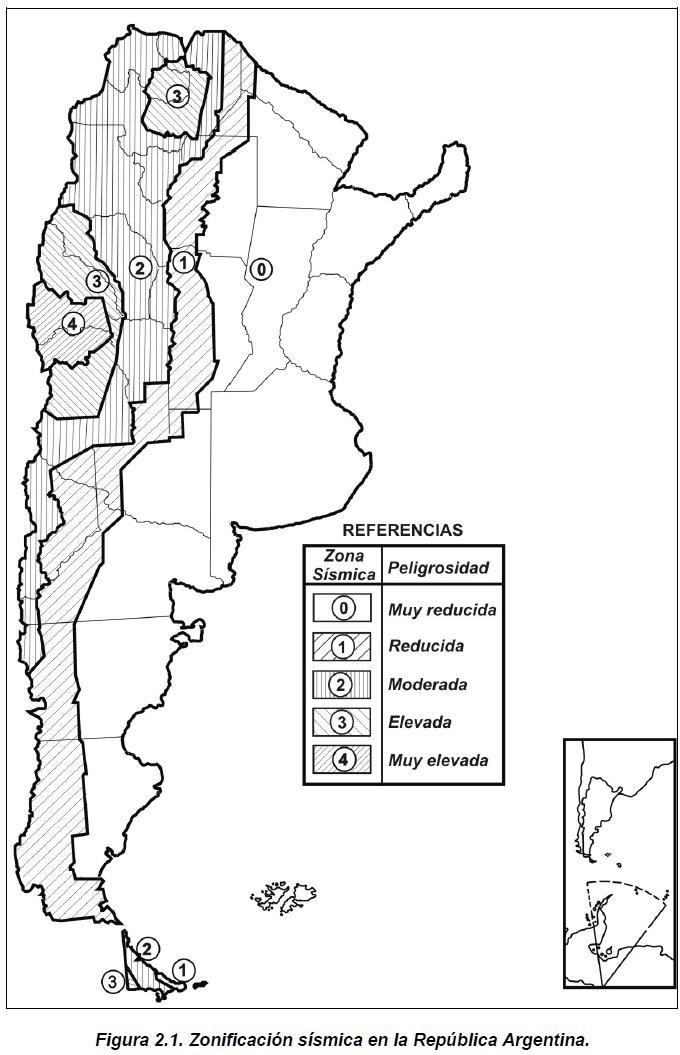 3
2
1
0
3
4
REFERENCIAS
Zona Sísmica
Peligrosidad
0 Muy reducida
1 Reducida
2 Moderada
3 Elevada
4 Muy elevada
2
1
3
Figura 2.1. Zonificación sísmica en la República Argentina.